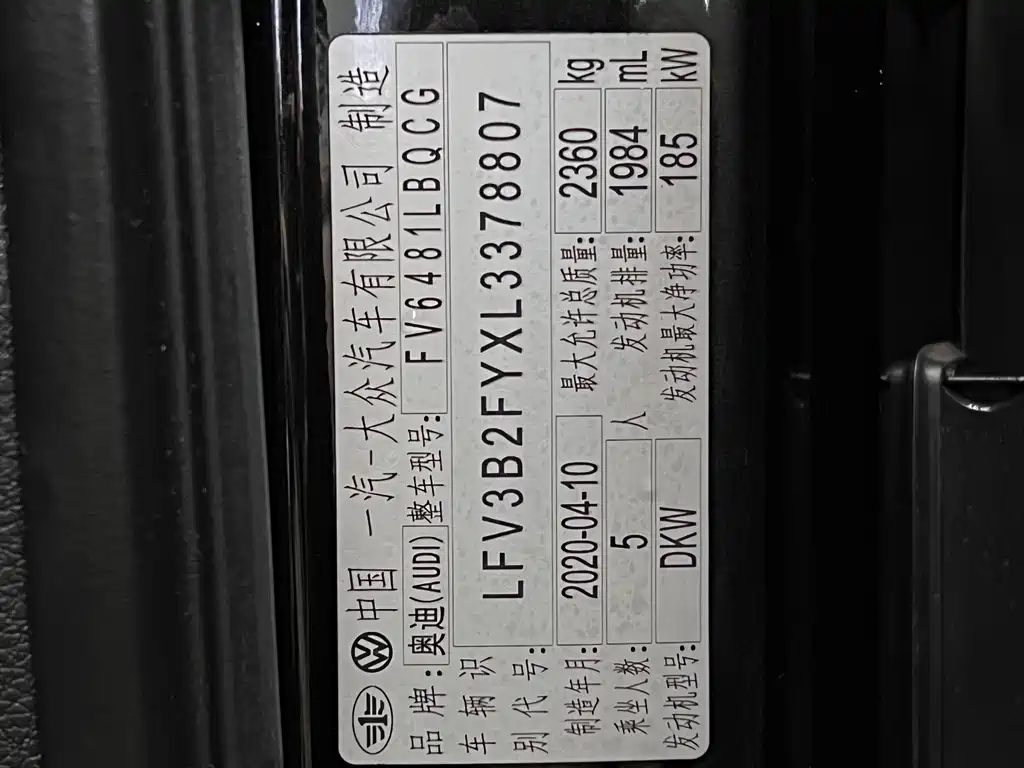 中国 一汽-大众汽车有限公司 制造
品牌: 奥迪(AUDI) 整车型号: FV6481LBQCG
车辆识别代号: LFV3B2FYXL3378807
制造年月: 2020-04-10 最大允许总质量: 2360 kg
乘坐人数: 5 人 发动机排量: 1984 mL
发动机型号: DKW 发动机最大净功率: 185 kW